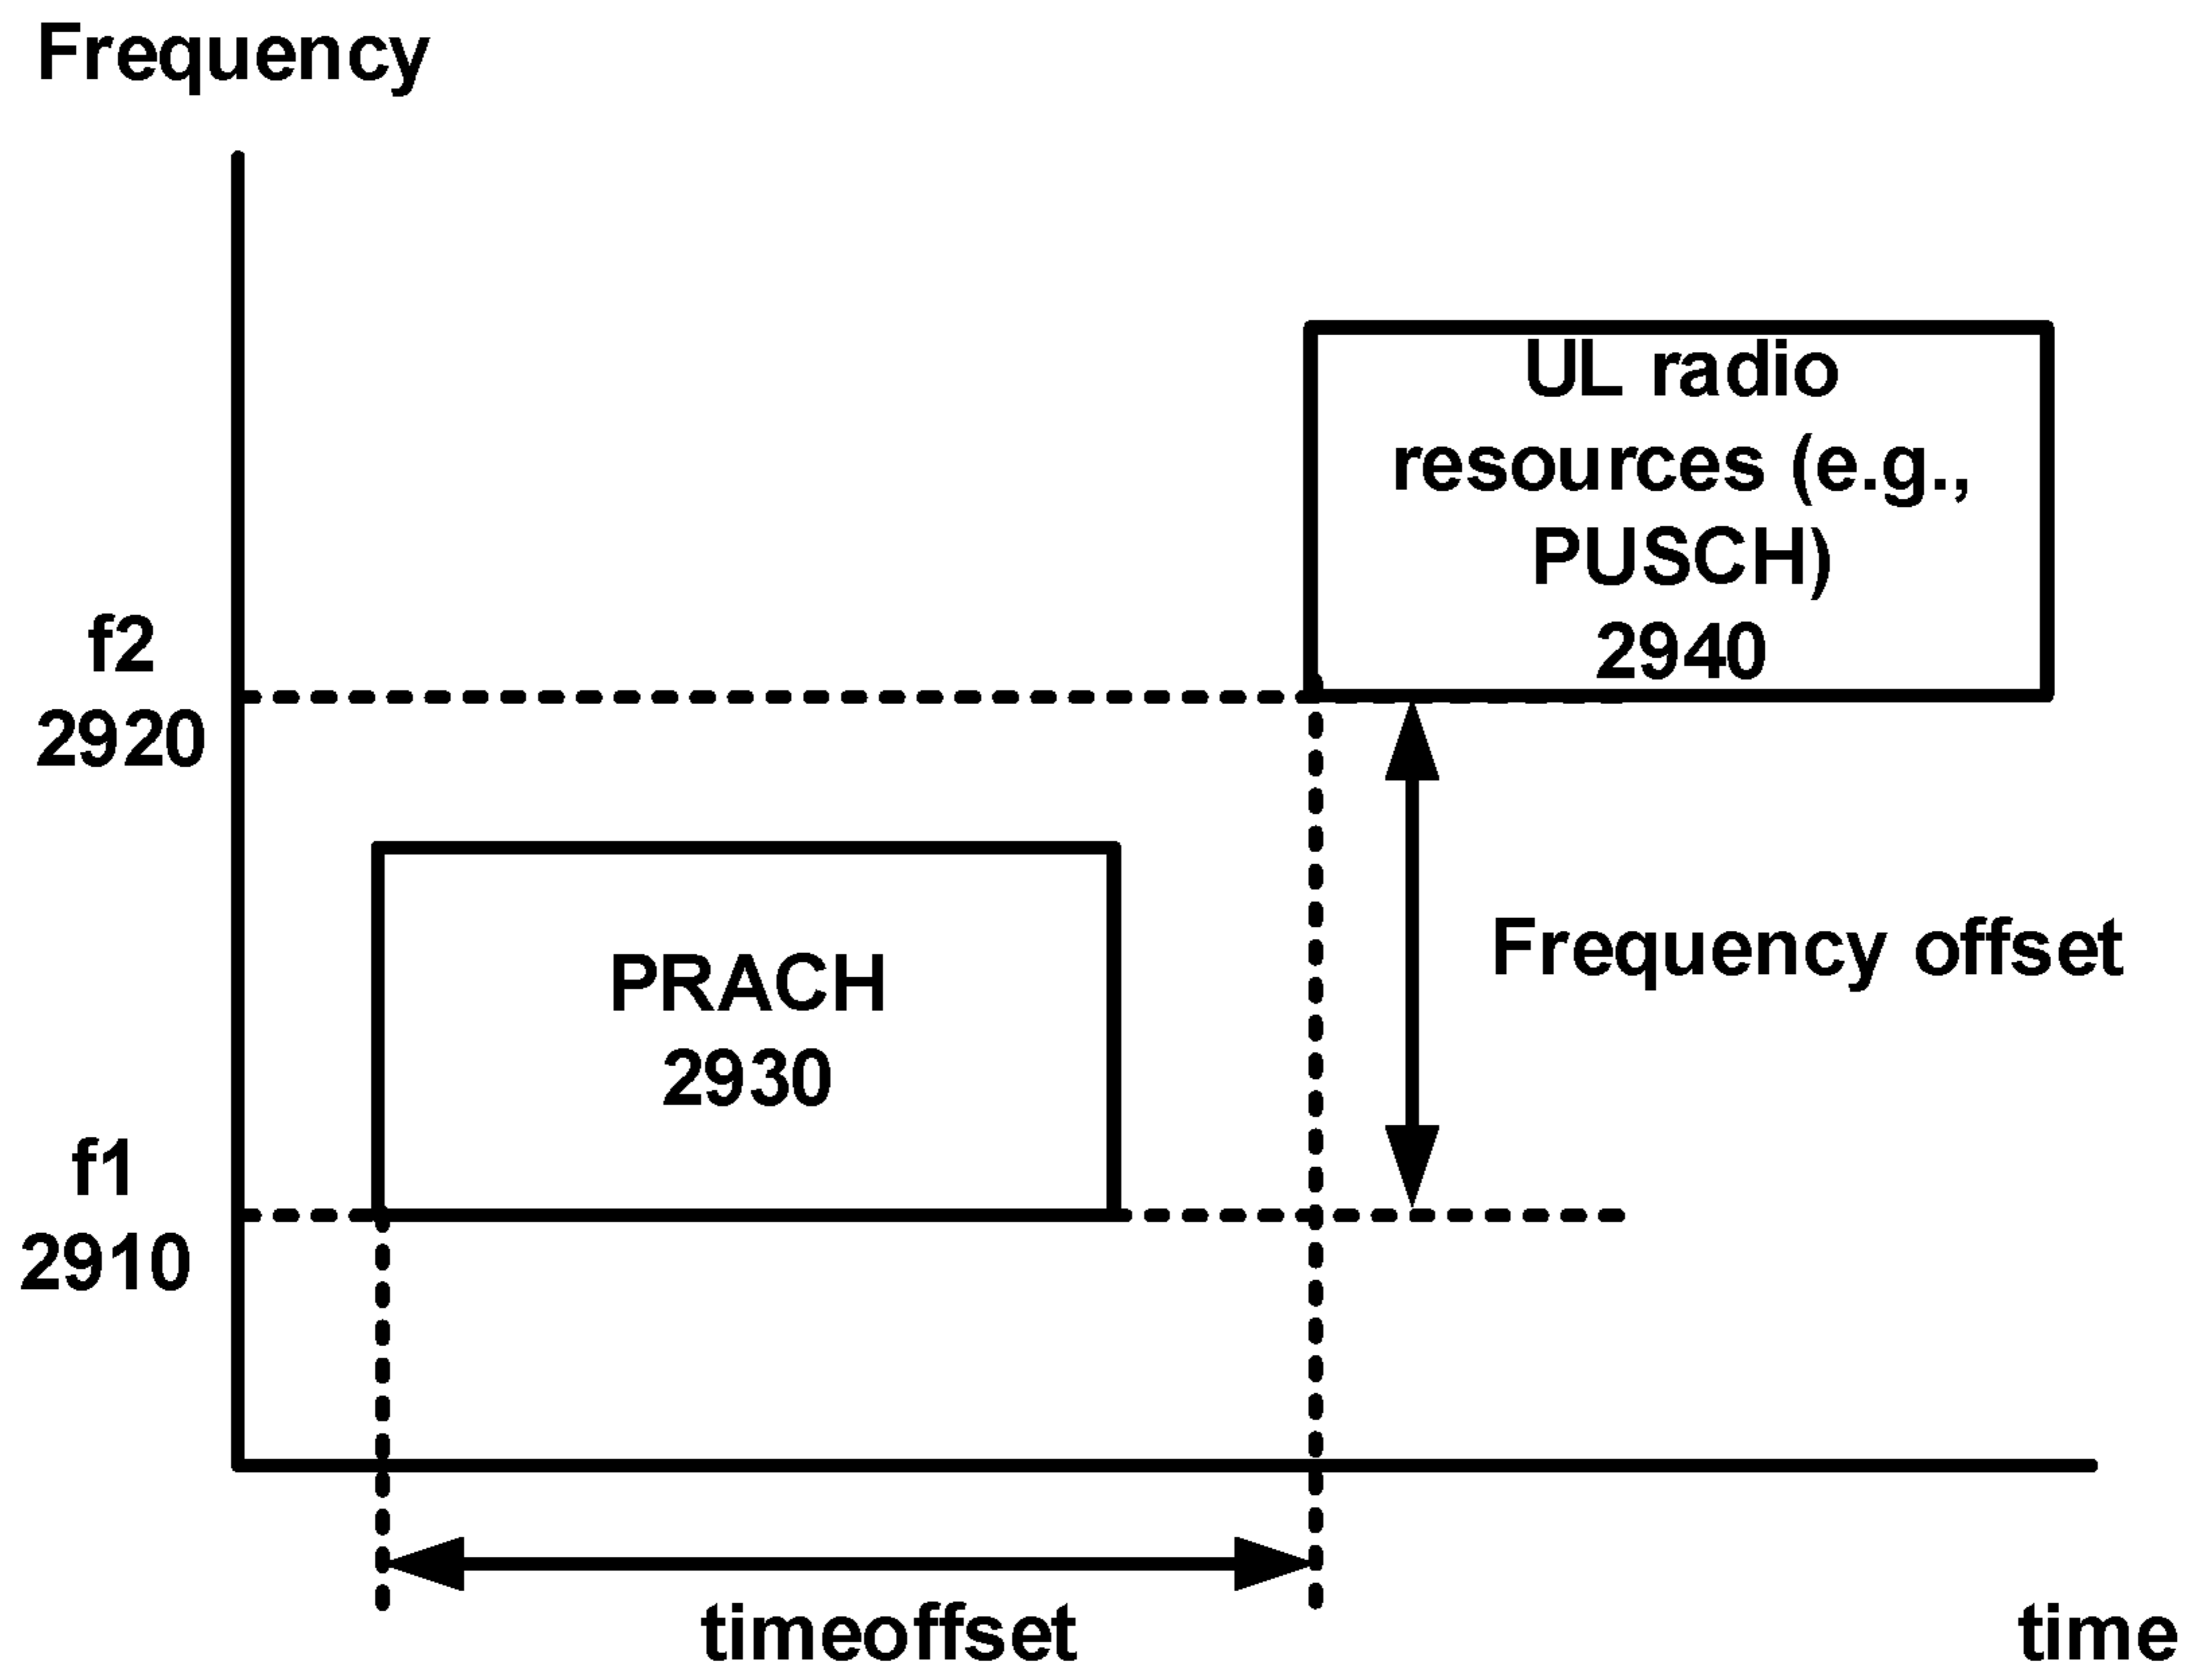 Frequency
UL radio
resources (e.g.,
PUSCH)
2940
f2
2920
Frequency offset
PRACH
2930
f1
2910
timeoffset
time